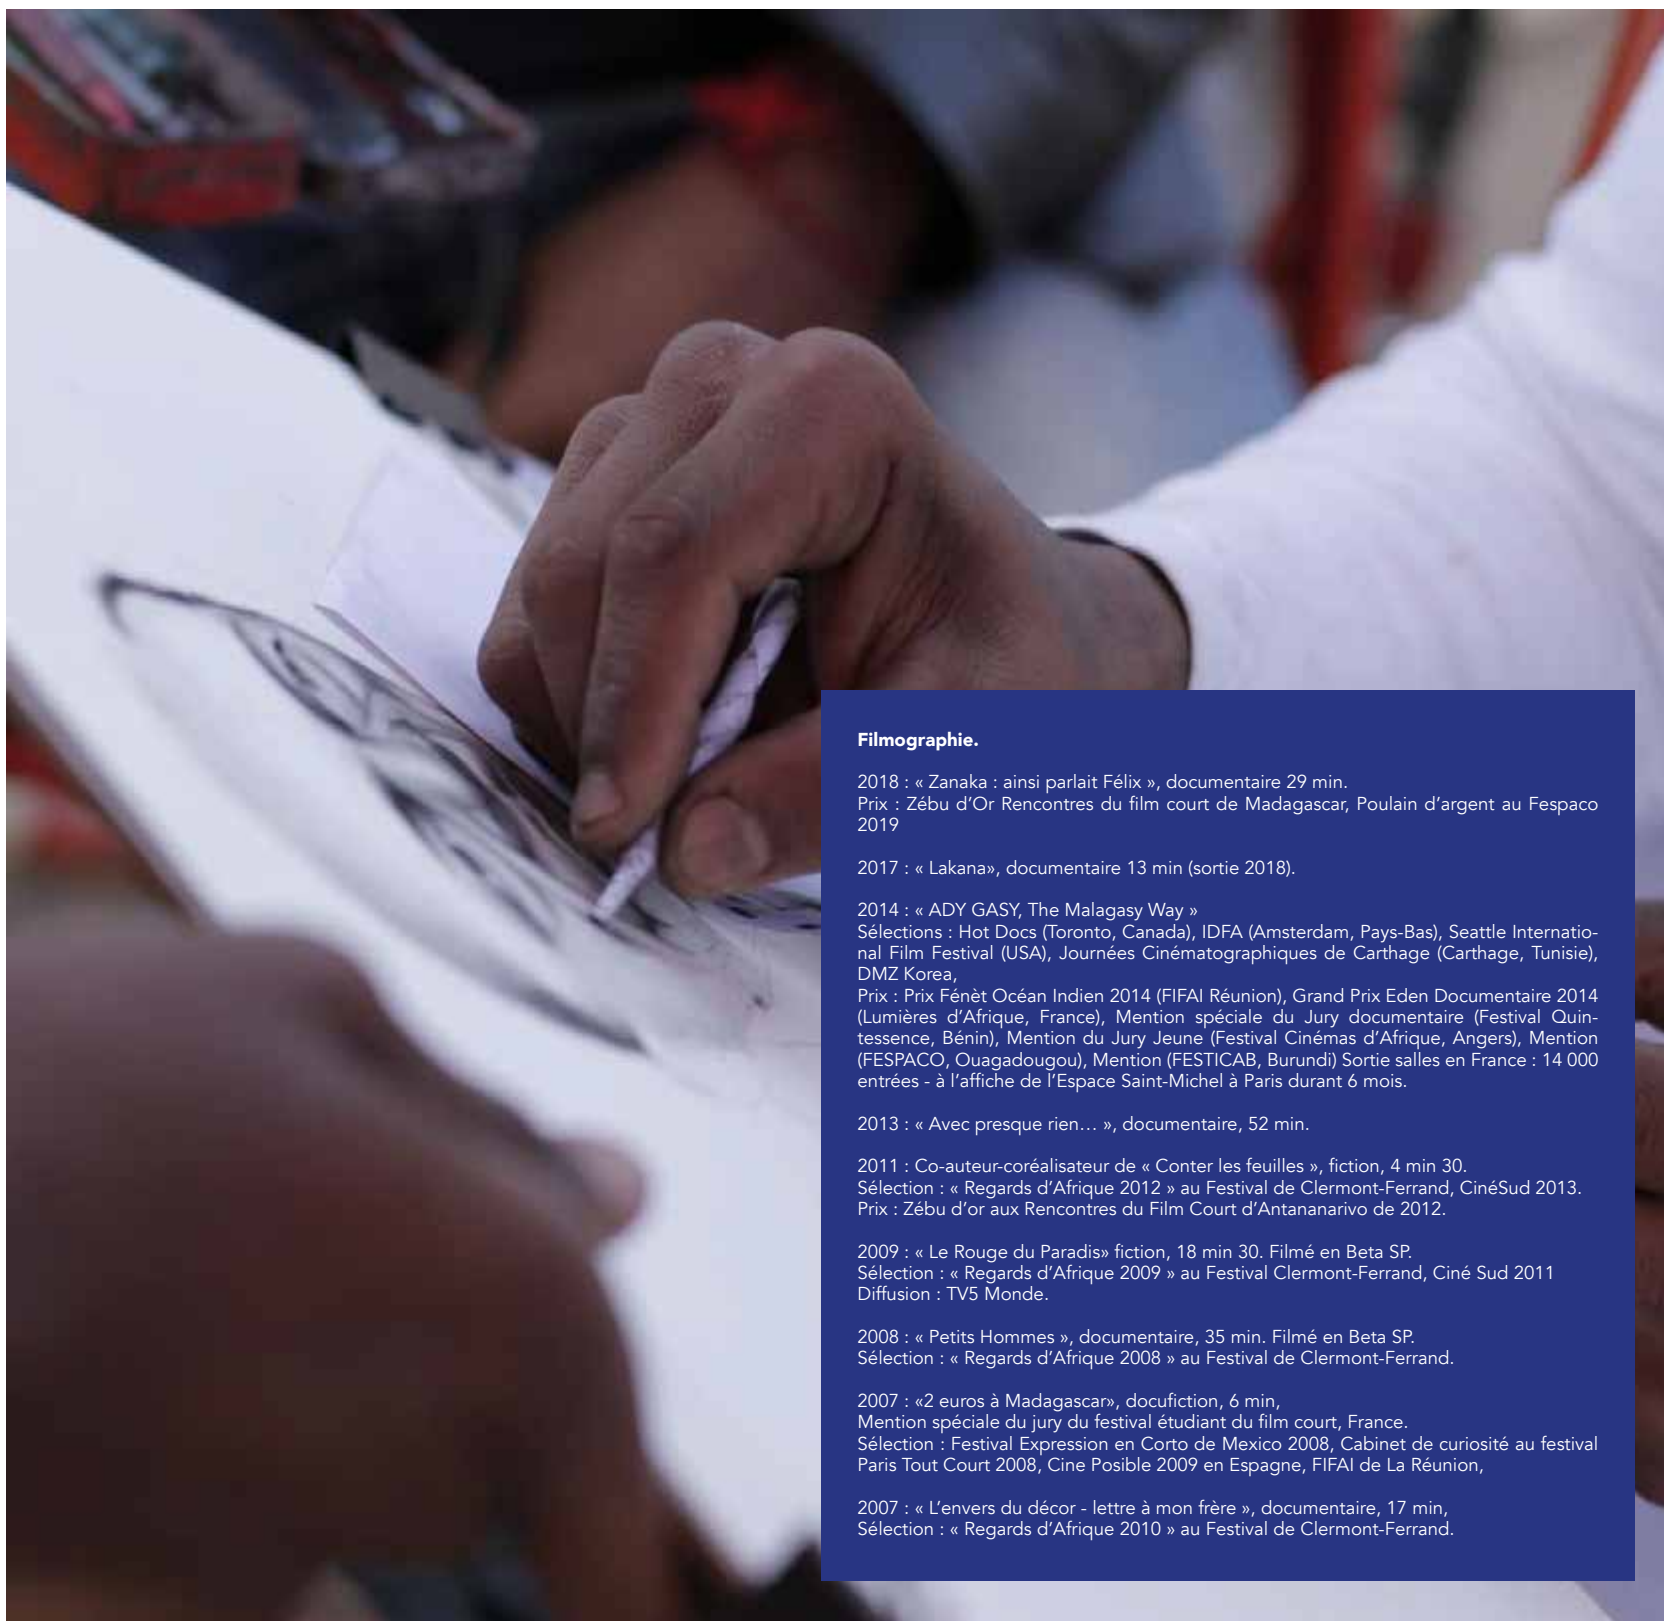 Filmographie.
2018 : « Zanaka : ainsi parlait Félix », documentaire 29 min.
Prix : Zébu d’Or Rencontres du film court de Madagascar, Poulain d’argent au Fespaco
2019
2017 : « Lakana», documentaire 13 min (sortie 2018).
2014 : « ADY GASY, The Malagasy Way »
Sélections : Hot Docs (Toronto, Canada), IDFA (Amsterdam, Pays-Bas), Seattle Internatio-
nal Film Festival (USA), Journées Cinématographiques de Carthage (Carthage, Tunisie),
DMZ Korea,
Prix : Prix Fénèt Océan Indien 2014 (FIFAI Réunion), Grand Prix Eden Documentaire 2014
(Lumières d’Afrique, France), Mention spéciale du Jury documentaire (Festival Quin-
tessence, Bénin), Mention du Jury Jeune (Festival Cinémas d’Afrique, Angers), Mention
(FESPACO, Ouagadougou), Mention (FESTICAB, Burundi) Sortie salles en France : 14 000
entrées - à l’affiche de l’Espace Saint-Michel à Paris durant 6 mois.
2013 : « Avec presque rien… », documentaire, 52 min.
2011 : Co-auteur-coréalisateur de « Conter les feuilles », fiction, 4 min 30.
Sélection : « Regards d’Afrique 2012 » au Festival de Clermont-Ferrand, CinéSud 2013.
Prix : Zébu d’or aux Rencontres du Film Court d’Antananarivo de 2012.
2009 : « Le Rouge du Paradis» fiction, 18 min 30. Filmé en Beta SP.
Sélection : « Regards d’Afrique 2009 » au Festival Clermont-Ferrand, Ciné Sud 2011
Diffusion : TV5 Monde.
2008 : « Petits Hommes », documentaire, 35 min. Filmé en Beta SP.
Sélection : « Regards d’Afrique 2008 » au Festival de Clermont-Ferrand.
2007 : «2 euros à Madagascar», docufiction, 6 min,
Mention spéciale du jury du festival étudiant du film court, France.
Sélection : Festival Expression en Corto de Mexico 2008, Cabinet de curiosité au festival
Paris Tout Court 2008, Cine Posible 2009 en Espagne, FIFAI de La Réunion,
2007 : « L’envers du décor - lettre à mon frère », documentaire, 17 min,
Sélection : « Regards d’Afrique 2010 » au Festival de Clermont-Ferrand.